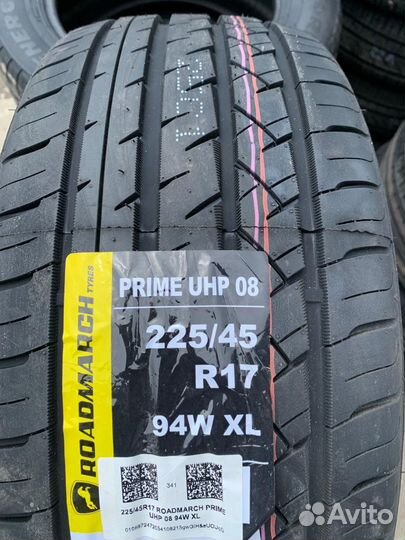 PRIME UHP 08
225/45
R17
94W XL
ROADMARCH TYRES
341
225/45R17 ROADMARCH PRIME
UHP 08 94W XL
Avito